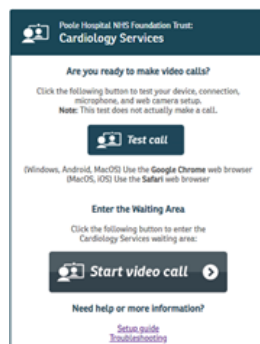 Poole Hospital NHS Foundation Trust:
Cardiology Services
Are you ready to make video calls?
Click the following button to test your device, connection,
microphone, and web camera setup.
Note: This test does not actually make a call.
Test call
(Windows, Android, MacOS) Use the Google Chrome web browser
(MacOS, iOS) Use the Safari web browser
Enter the Waiting Area
Click the following button to enter the
Cardiology Services waiting area:
Start video call
Need help or more information?
Setup guide
Troubleshooting